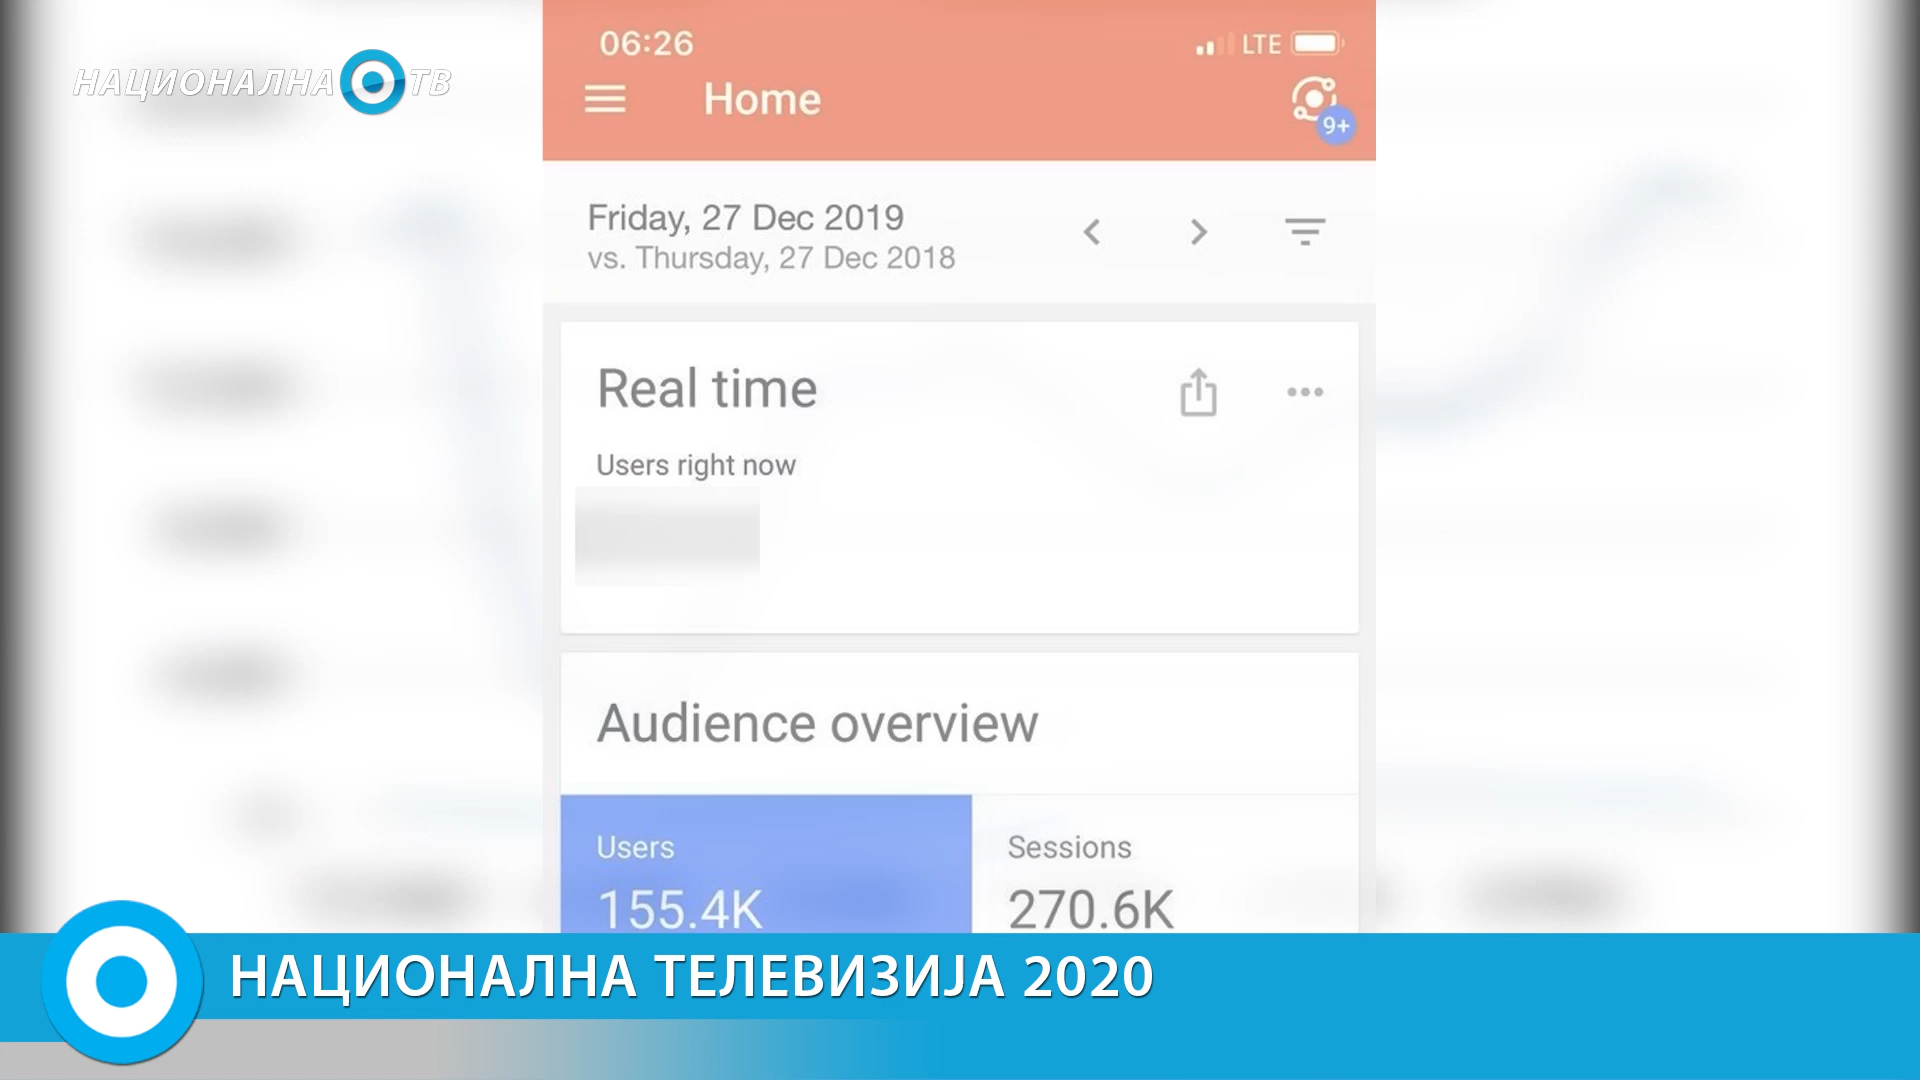 НАЦИОНАЛНА ТВ
06:26
LTE
Home
9+
Friday, 27 Dec 2019
vs. Thursday, 27 Dec 2018
Real time
Users right now
Audience overview
Users
Sessions
155.4K
270.6K
НАЦИОНАЛНА ТЕЛЕВИЗИЈА 2020